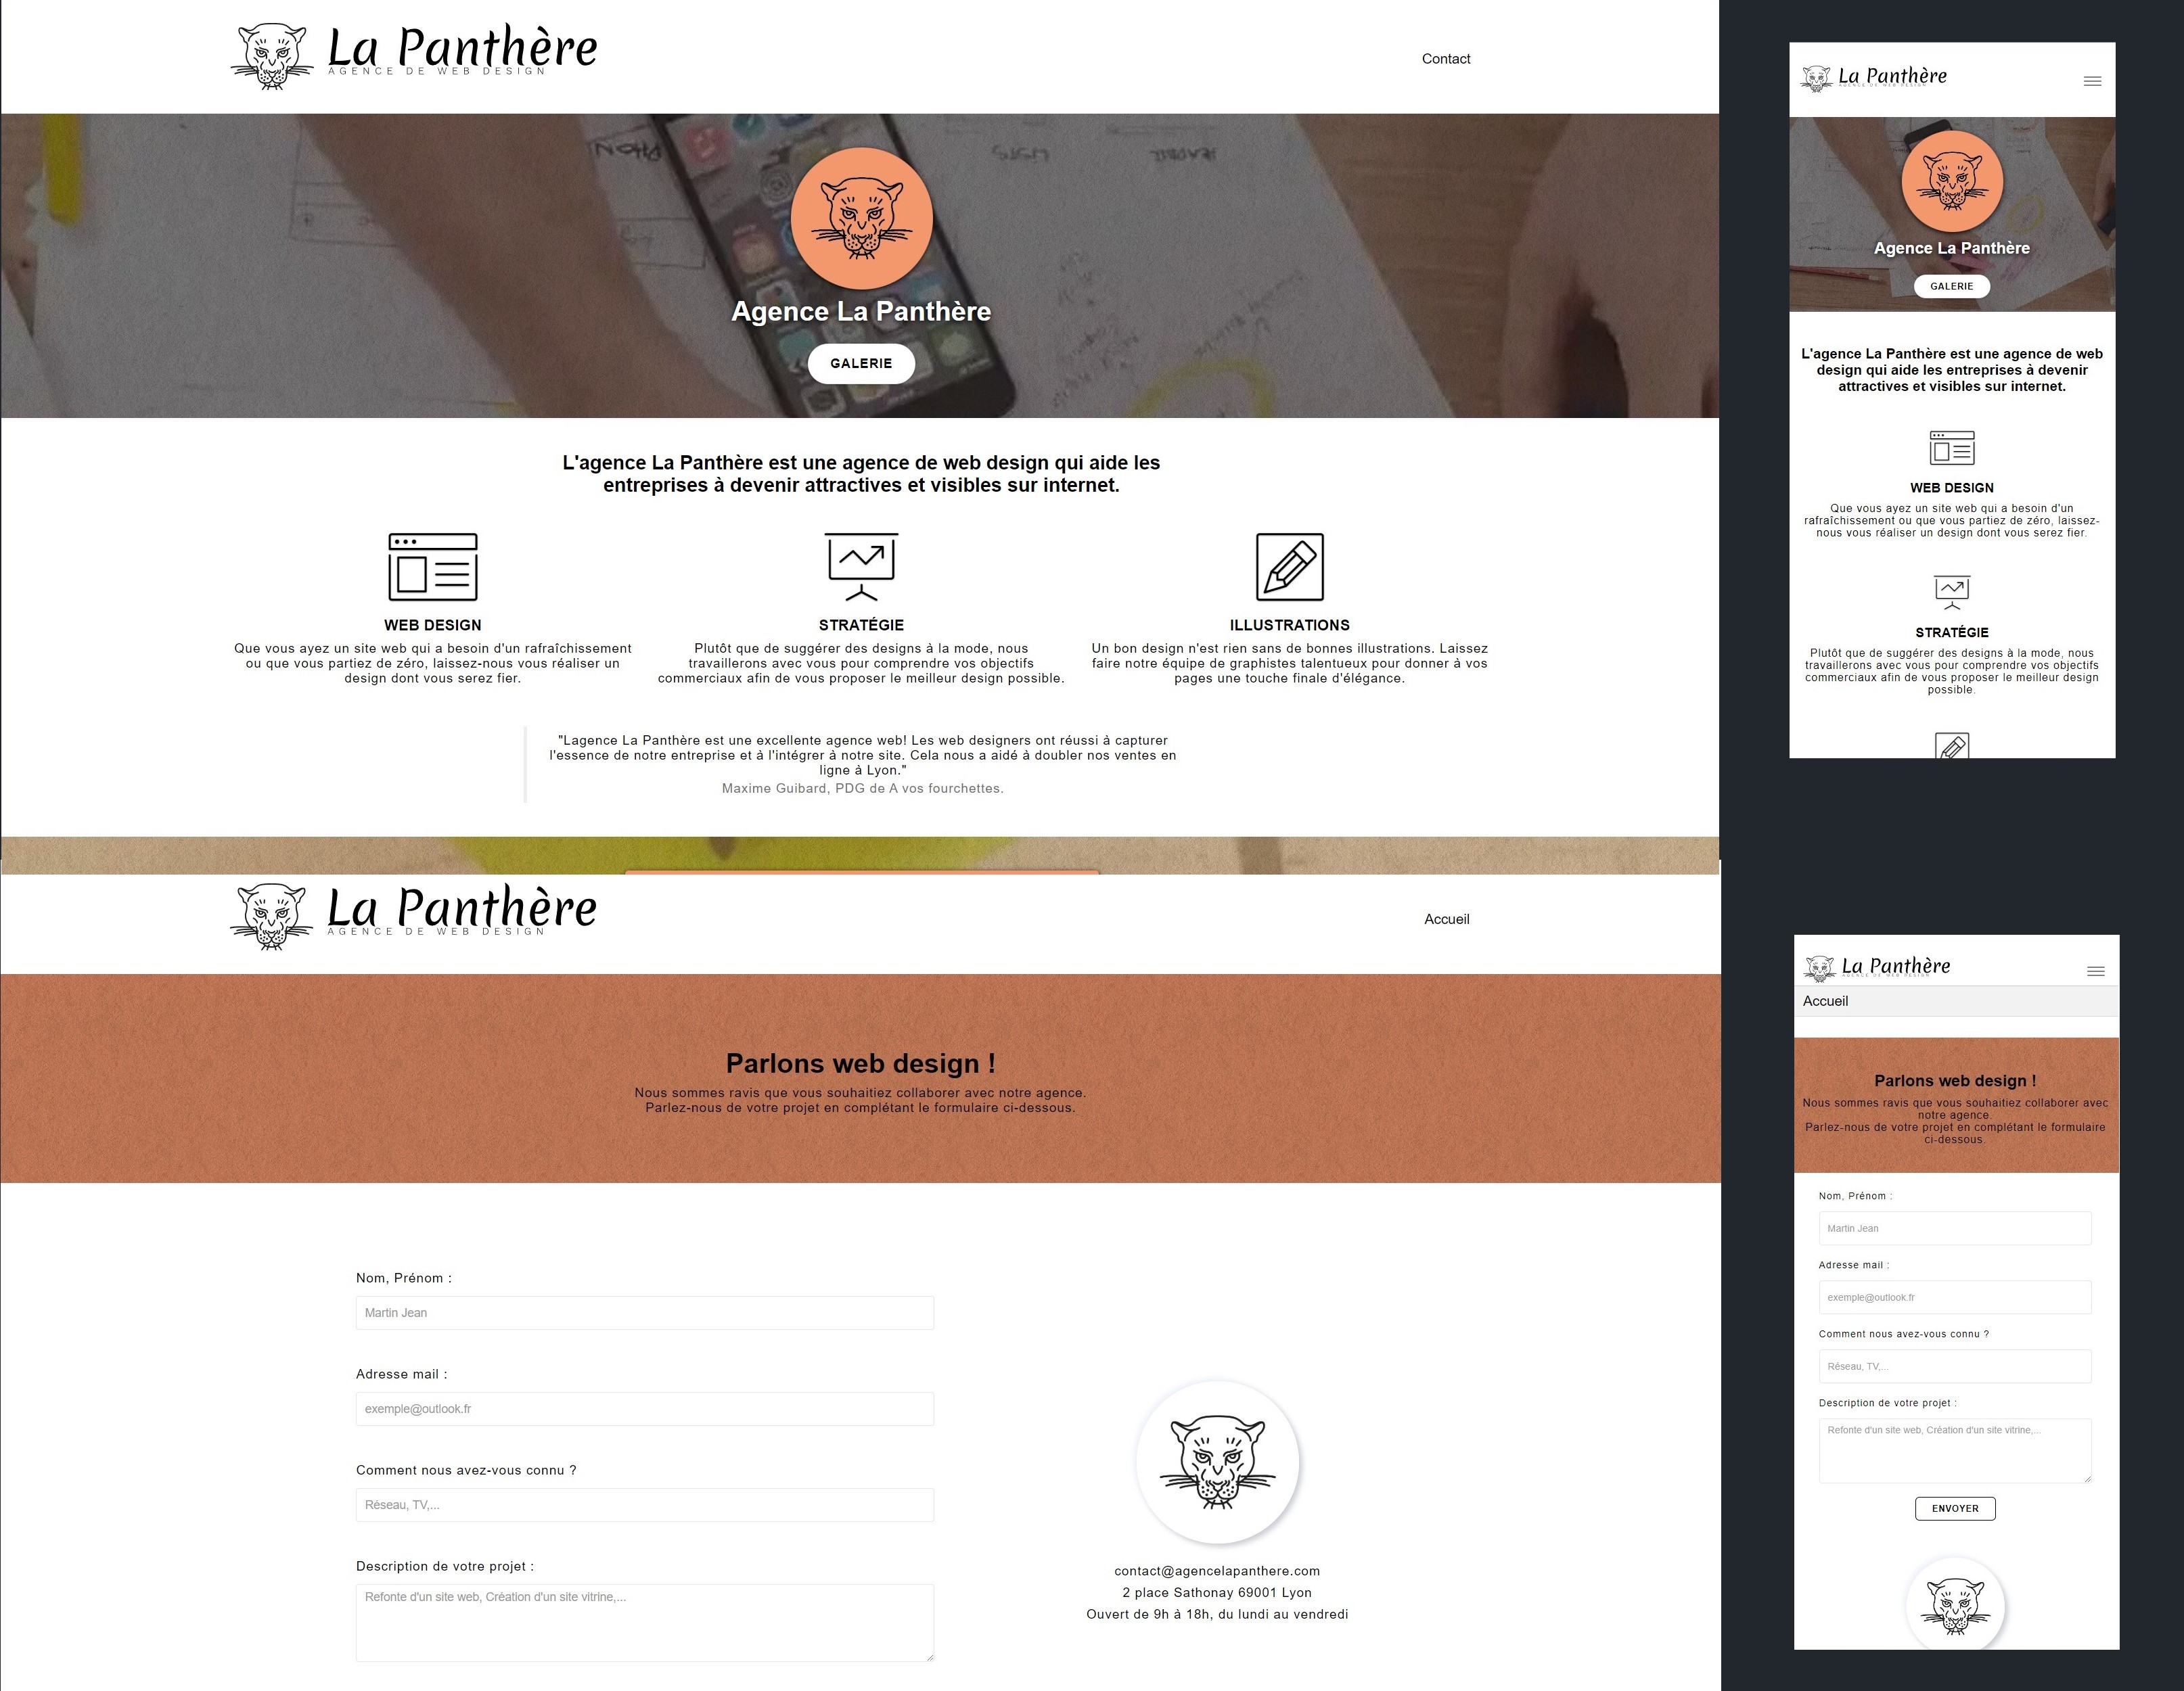 La Panthère
AGENCE DE WEB DESIGN
Contact
Agence La Panthère
GALERIE
L'agence La Panthère est une agence de web design qui aide les
entreprises à devenir attractives et visibles sur internet.
WEB DESIGN
Que vous ayez un site web qui a besoin d'un rafraîchissement
ou que vous partiez de zéro, laissez-nous vous réaliser un
design dont vous serez fier.
STRATÉGIE
Plutôt que de suggérer des designs à la mode, nous
travaillerons avec vous pour comprendre vos objectifs
commerciaux afin de vous proposer le meilleur design possible.
ILLUSTRATIONS
Un bon design n'est rien sans de bonnes illustrations. Laissez
faire notre équipe de graphistes talentueux pour donner à vos
pages une touche finale d'élégance.
"Lagence La Panthère est une excellente agence web! Les web designers ont réussi à capturer
l'essence de notre entreprise et à l'intégrer à notre site. Cela nous a aidé à doubler nos ventes en
ligne à Lyon."
Maxime Guibard, PDG de A vos fourchettes.
La Panthère
AGENCE DE WEB DESIGN
Agence La Panthère
GALERIE
L'agence La Panthère est une agence de web
design qui aide les entreprises à devenir
attractives et visibles sur internet.
WEB DESIGN
Que vous ayez un site web qui a besoin d'un
rafraîchissement ou que vous partiez de zéro, laissez-
nous vous réaliser un design dont vous serez fier.
STRATÉGIE
Plutôt que de suggérer des designs à la mode, nous
travaillerons avec vous pour comprendre vos objectifs
commerciaux afin de vous proposer le meilleur design
possible.
La Panthère
AGENCE DE WEB DESIGN
Accueil
Parlons web design !
Nous sommes ravis que vous souhaitiez collaborer avec notre agence.
Parlez-nous de votre projet en complétant le formulaire ci-dessous.
Nom, Prénom :
Martin Jean
Adresse mail :
exemple@outlook.fr
Comment nous avez-vous connu ?
Réseau, TV,...
Description de votre projet :
Refonte d'un site web, Création d'un site vitrine,...
contact@agencelapanthere.com
2 place Sathonay 69001 Lyon
Ouvert de 9h à 18h, du lundi au vendredi
La Panthère
AGENCE DE WEB DESIGN
Accueil
Parlons web design !
Nous sommes ravis que vous souhaitiez collaborer avec
notre agence.
Parlez-nous de votre projet en complétant le formulaire
ci-dessous.
Nom, Prénom :
Martin Jean
Adresse mail :
exemple@outlook.fr
Comment nous avez-vous connu ?
Réseau, TV,...
Description de votre projet :
Refonte d'un site web, Création d'un site vitrine,...
ENVOYER